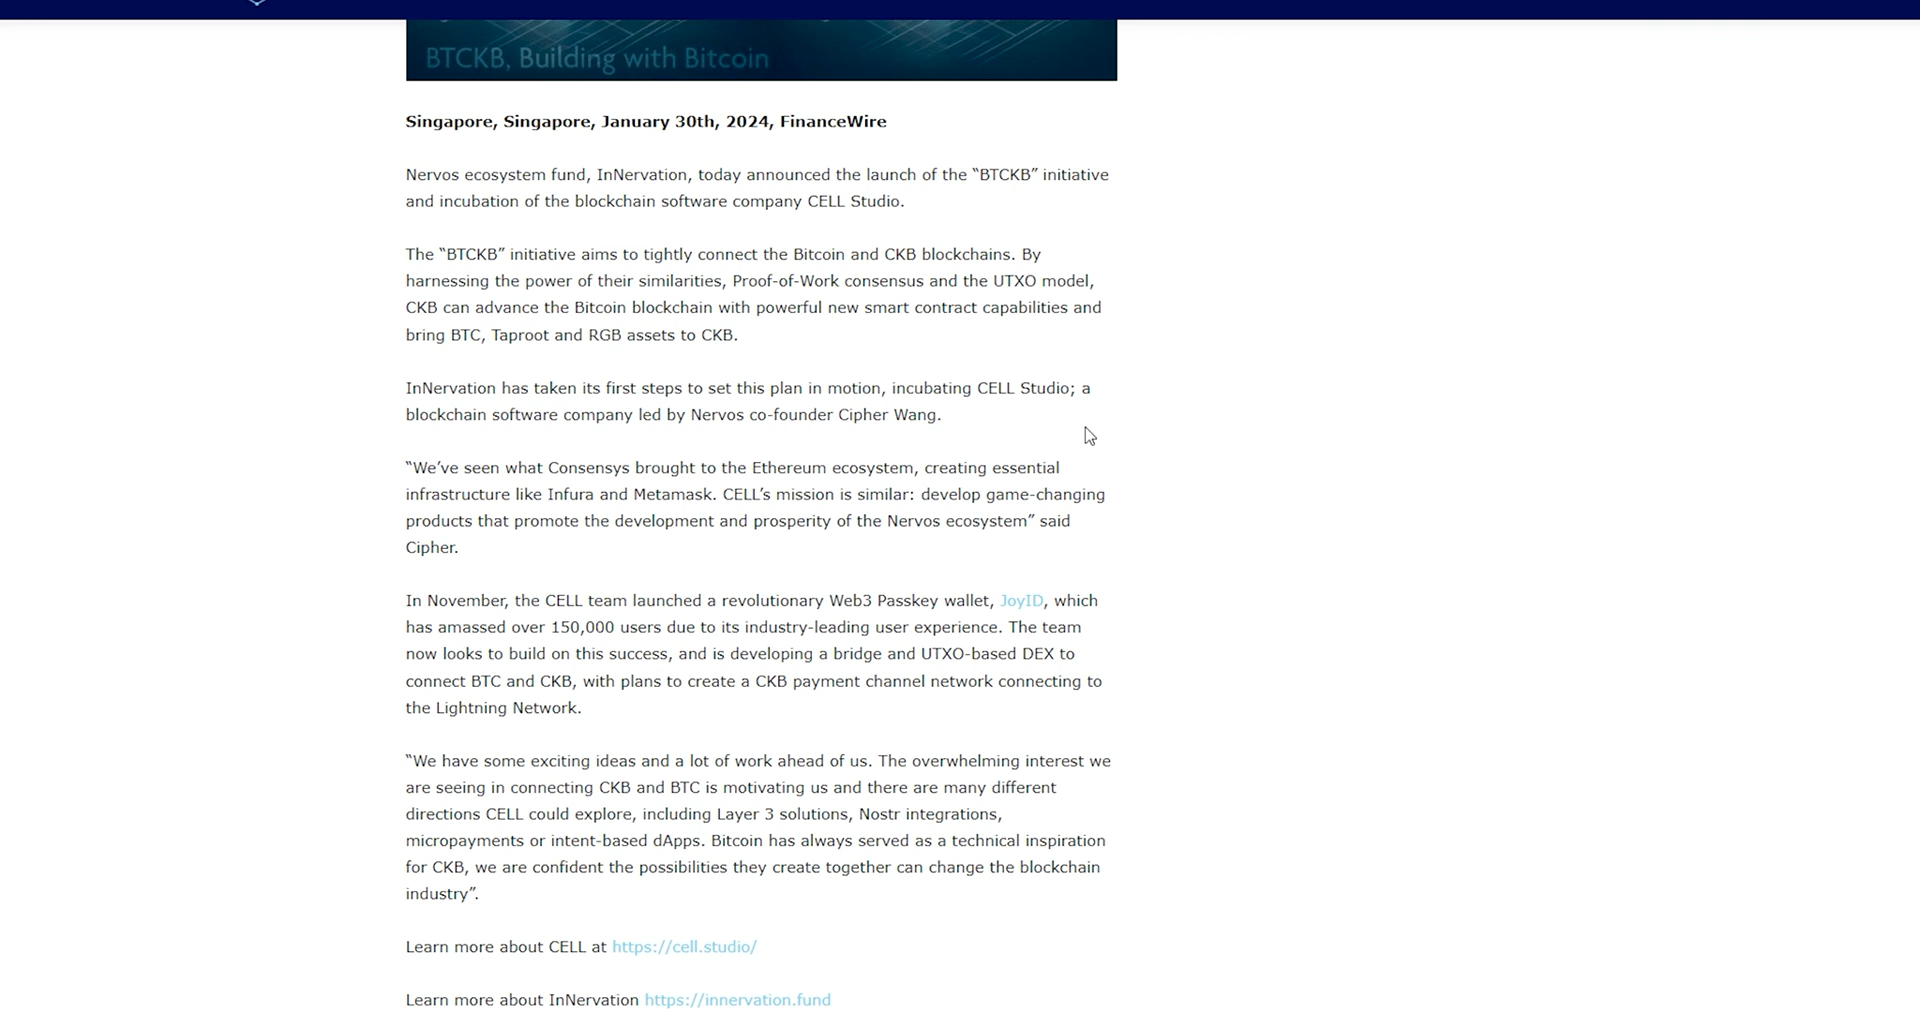 BTCKB, Building with Bitcoin
Singapore, Singapore, January 30th, 2024, FinanceWire
Nervos ecosystem fund, InNervation, today announced the launch of the “BTCKB” initiative
and incubation of the blockchain software company CELL Studio.
The “BTCKB” initiative aims to tightly connect the Bitcoin and CKB blockchains. By
harnessing the power of their similarities, Proof-of-Work consensus and the UTXO model,
CKB can advance the Bitcoin blockchain with powerful new smart contract capabilities and
bring BTC, Taproot and RGB assets to CKB.
InNervation has taken its first steps to set this plan in motion, incubating CELL Studio; a
blockchain software company led by Nervos co-founder Cipher Wang.
“We’ve seen what Consensys brought to the Ethereum ecosystem, creating essential
infrastructure like Infura and Metamask. CELL’s mission is similar: develop game-changing
products that promote the development and prosperity of the Nervos ecosystem” said
Cipher.
In November, the CELL team launched a revolutionary Web3 Passkey wallet, JoyID, which
has amassed over 150,000 users due to its industry-leading user experience. The team
now looks to build on this success, and is developing a bridge and UTXO-based DEX to
connect BTC and CKB, with plans to create a CKB payment channel network connecting to
the Lightning Network.
“We have some exciting ideas and a lot of work ahead of us. The overwhelming interest we
are seeing in connecting CKB and BTC is motivating us and there are many different
directions CELL could explore, including Layer 3 solutions, Nostr integrations,
micropayments or intent-based dApps. Bitcoin has always served as a technical inspiration
for CKB, we are confident the possibilities they create together can change the blockchain
industry”.
Learn more about CELL at https://cell.studio/
Learn more about InNervation https://innervation.fund